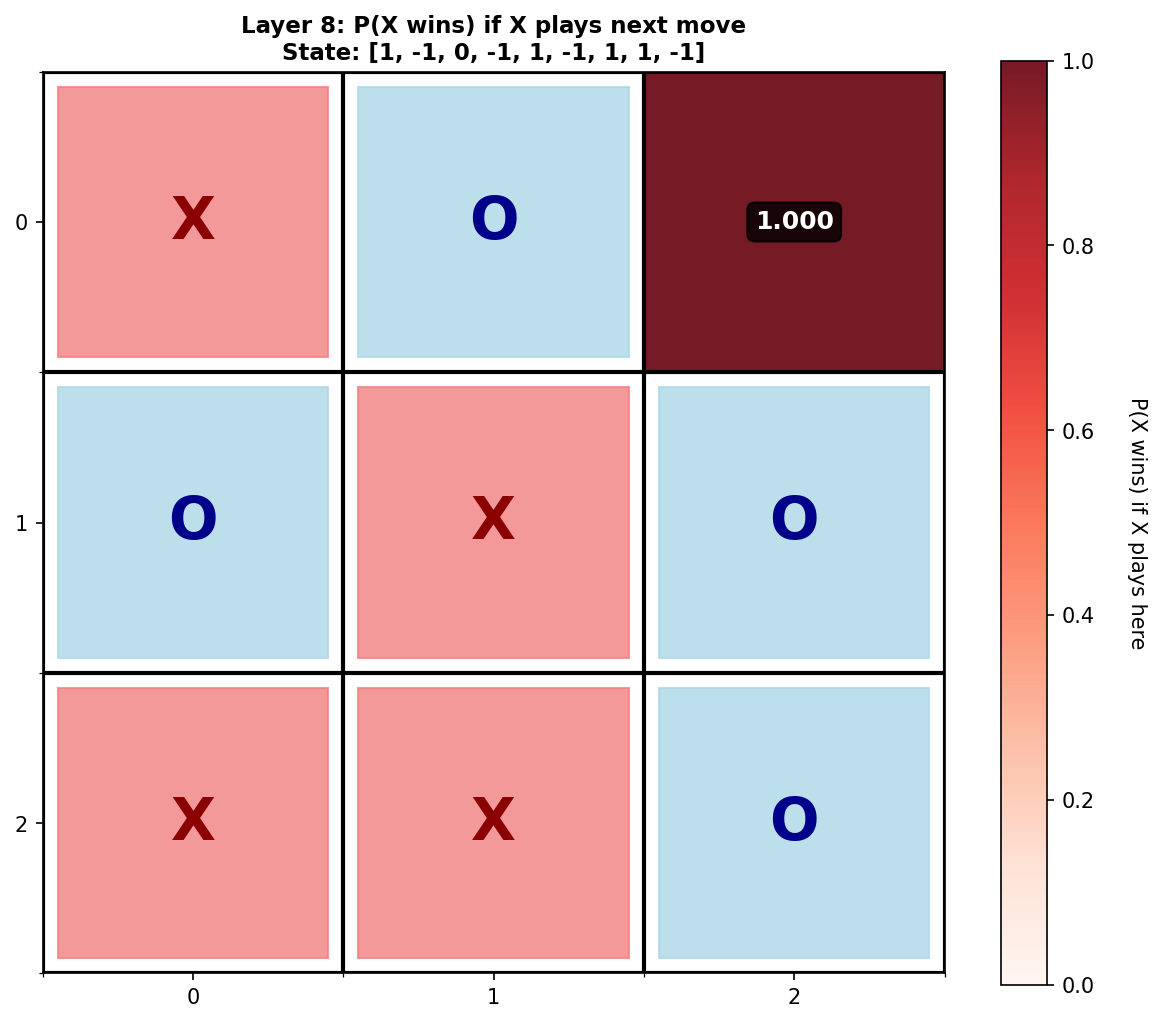 Layer 8: P(X wins) if X plays next move
State: [1, -1, 0, -1, 1, -1, 1, 1, -1]
X
O
1.000
O
X
O
X
X
O
0
1
2
0
1
2
1.0
0.8
0.6
0.4
0.2
0.0
P(X wins) if X plays here